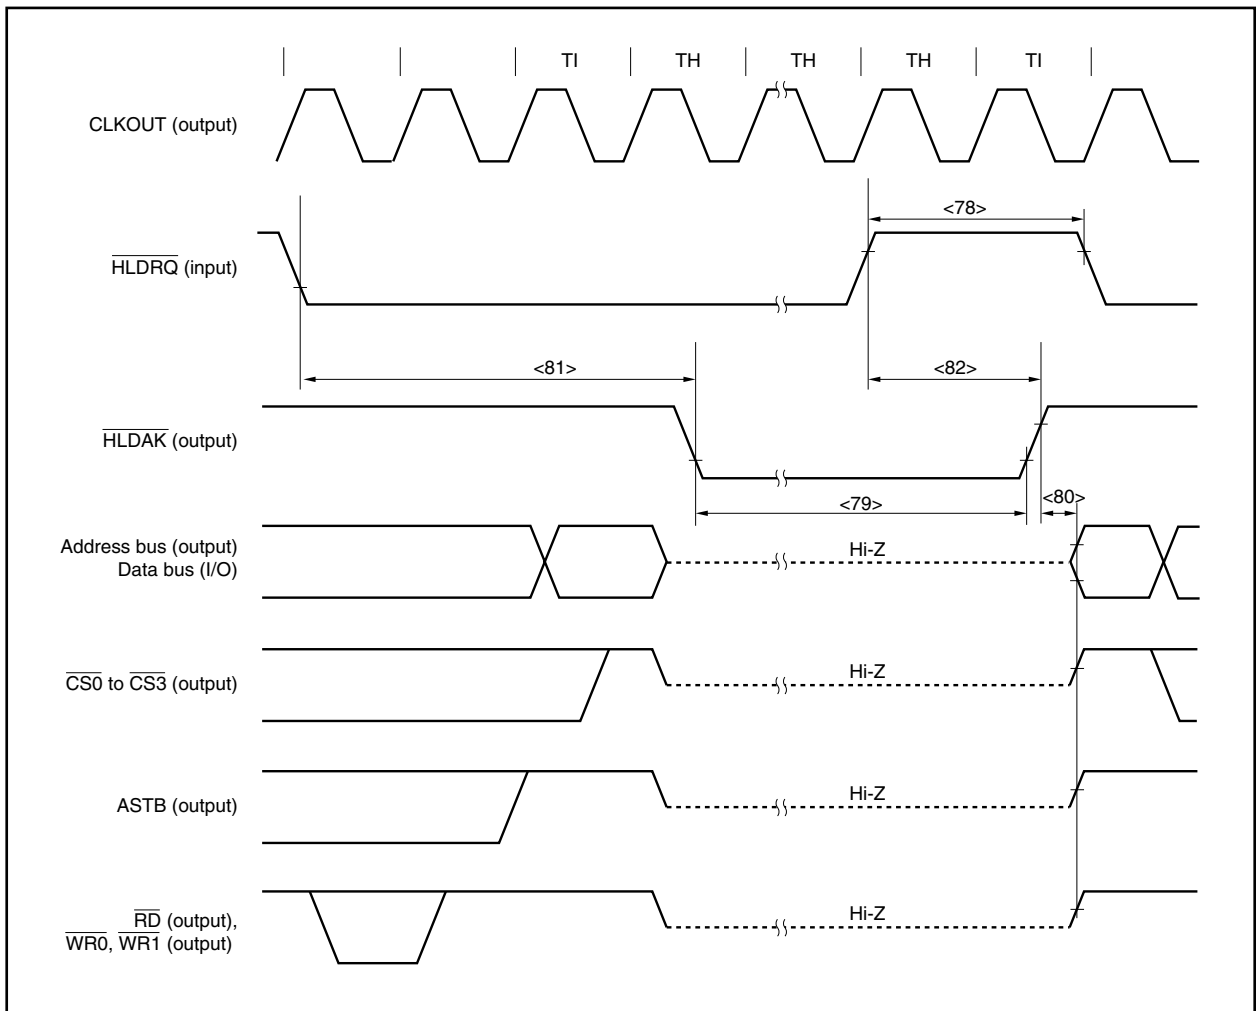 TI TH TH TH TI
CLKOUT (output)
<78>
HLDRQ (input)
<81> <82>
HLDAK (output)
<79> <80>
Address bus (output)
Data bus (I/O)
Hi-Z
CS0 to CS3 (output)
Hi-Z
ASTB (output)
Hi-Z
RD (output),
WR0, WR1 (output)
Hi-Z